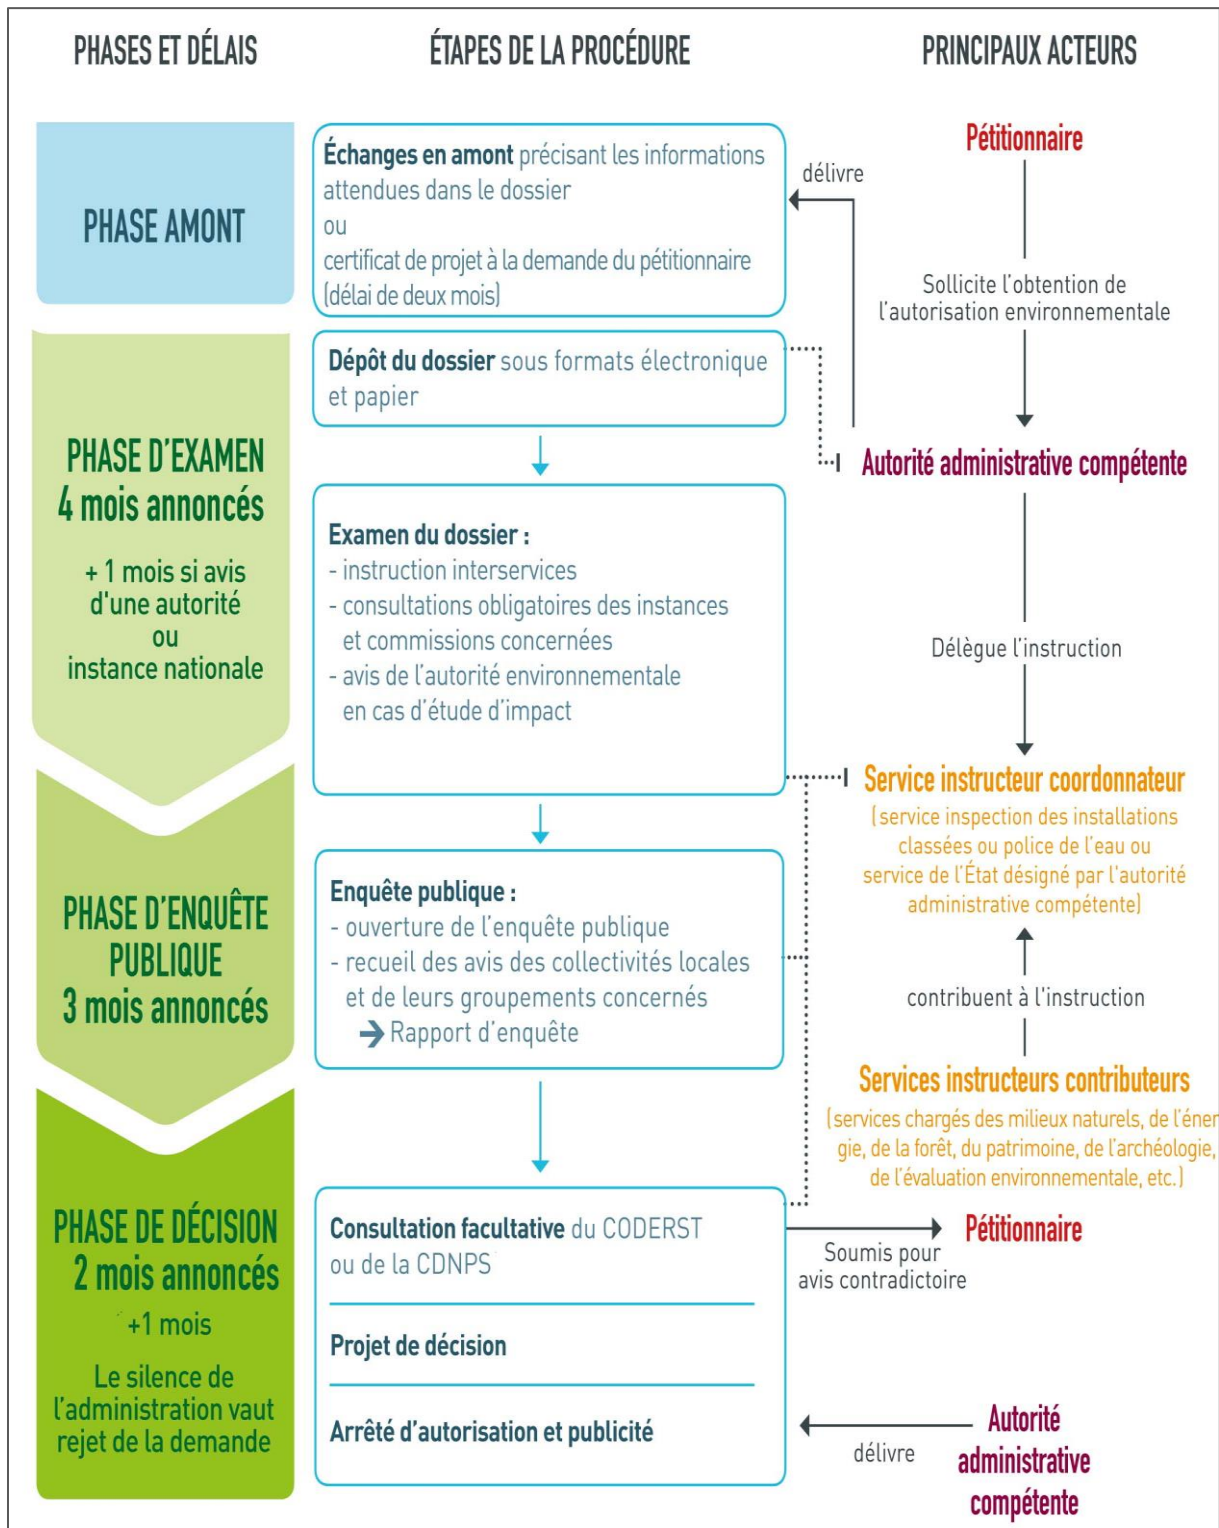 PHASES ET DÉLAIS
ÉTAPES DE LA PROCÉDURE
PRINCIPAUX ACTEURS
PHASE AMONT
Échanges en amont précisant les informations
attendues dans le dossier
ou
certificat de projet à la demande du pétitionnaire
(délai de deux mois)
délivre
Pétitionnaire
Sollicite l'obtention de
l'autorisation environnementale
PHASE D'EXAMEN
4 mois annoncés
+ 1 mois si avis
d'une autorité
ou
instance nationale
Dépôt du dossier sous formats électronique
et papier
Autorité administrative compétente
Examen du dossier :
- instruction interservices
- consultations obligatoires des instances
et commissions concernées
- avis de l'autorité environnementale
en cas d'étude d'impact
Délègue l'instruction
Service instructeur coordonnateur
(service inspection des installations
classées ou police de l'eau ou
service de l'État désigné par l'autorité
administrative compétente)
PHASE D'ENQUÊTE
PUBLIQUE
3 mois annoncés
Enquête publique :
- ouverture de l'enquête publique
- recueil des avis des collectivités locales
et de leurs groupements concernés
➔ Rapport d'enquête
contribuent à l'instruction
Services instructeurs contributeurs
(services chargés des milieux naturels, de l'éner
gie, de la forêt, du patrimoine, de l'archéologie,
de l'évaluation environnementale, etc.)
PHASE DE DÉCISION
2 mois annoncés
+1 mois
Le silence de
l'administration vaut
rejet de la demande
Consultation facultative du CODERST
ou de la CDNPS
Projet de décision
Arrêté d'autorisation et publicité
Soumis pour
avis contradictoire
Pétitionnaire
délivre
Autorité
administrative
compétente